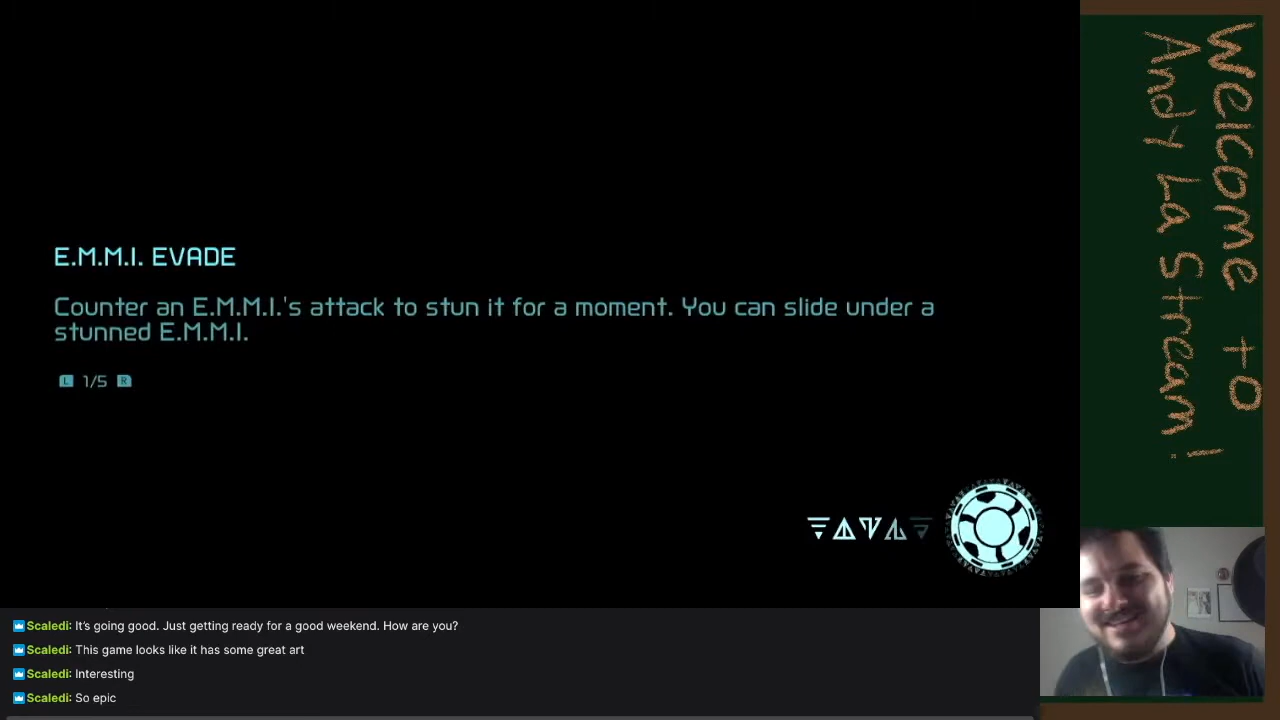 E.M.M.I. EVADE
Counter an E.M.M.I.'s attack to stun it for a moment. You can slide under a
stunned E.M.M.I.
L 1/5 R
Scaledi: It's going good. Just getting ready for a good weekend. How are you?
Scaledi: This game looks like it has some great art
Scaledi: Interesting
Scaledi: So epic
Welcome to
Andy La Stream!